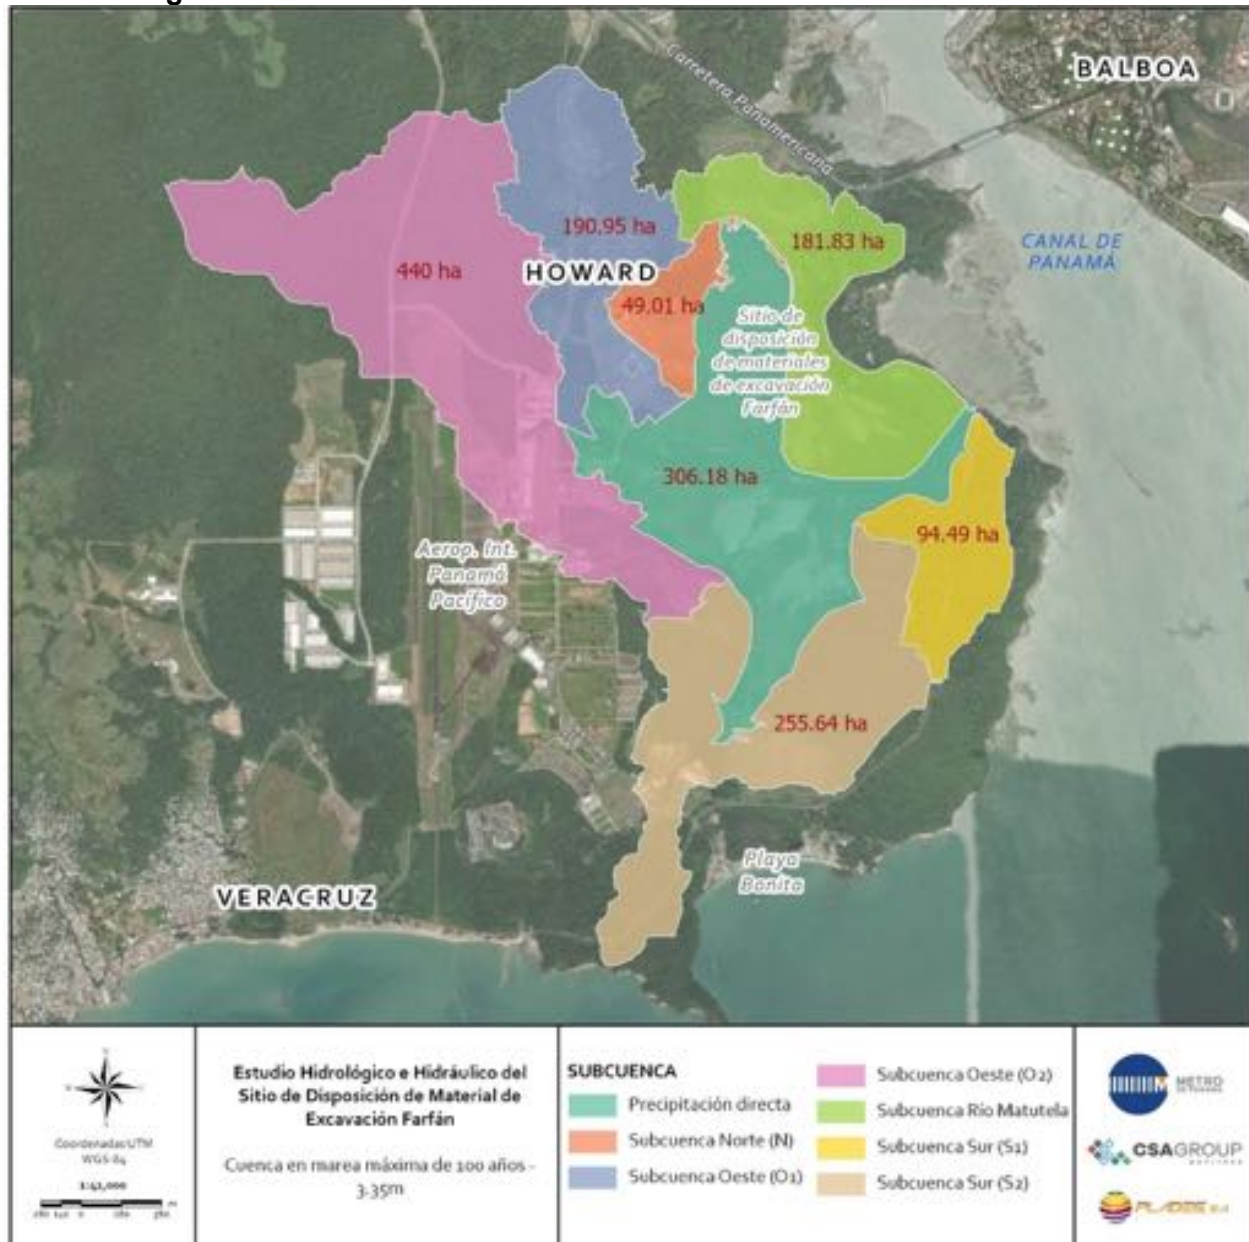 Carretera Panamericana
BALBOA
190.95 ha
181.83 ha
CANAL DE
PANAMÁ
440 ha
HOWARD
49.01 ha
Sitio de
disposición
de materiales
de excavación
Farfán
306.18 ha
94.49 ha
Aerop. Int.
Panamá
Pacífico
255.64 ha
Playa
Bonita
VERACRUZ
Coordenadas UTM
WGS 84
1:42,000
Estudio Hidrológico e Hidráulico del
Sitio de Disposición de Material de
Excavación Farfán
Cuenca en marea máxima de 100 años -
3.35m
SUBCUENCA
Precipitación directa
Subcuenca Norte (N)
Subcuenca Oeste (O1)
Subcuenca Oeste (O2)
Subcuenca Río Matutela
Subcuenca Sur (S1)
Subcuenca Sur (S2)
METRO
CSAGROUP